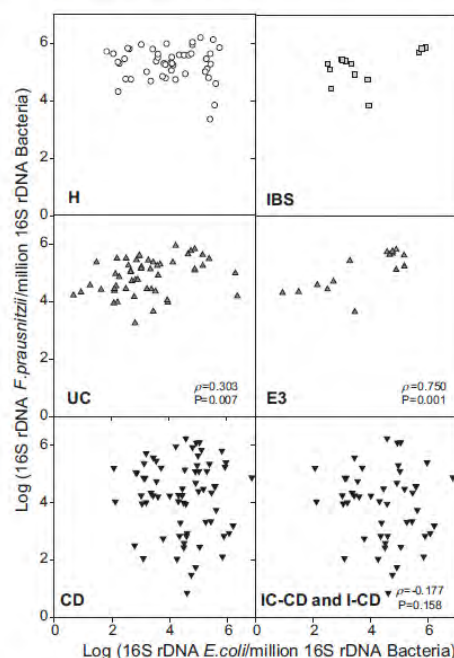 6
4
2
0
H
IBS
6
4
2
0
UC
ρ=0.303
P=0.007
E3
ρ=0.750
P=0.001
6
4
2
0
CD
IC-CD and I-CD
ρ=-0.177
P=0.158
0 2 4 6 0 2 4 6
Log (16S rDNA F.prausnitzii/million 16S rDNA Bacteria)
Log (16S rDNA E.coli/million 16S rDNA Bacteria)